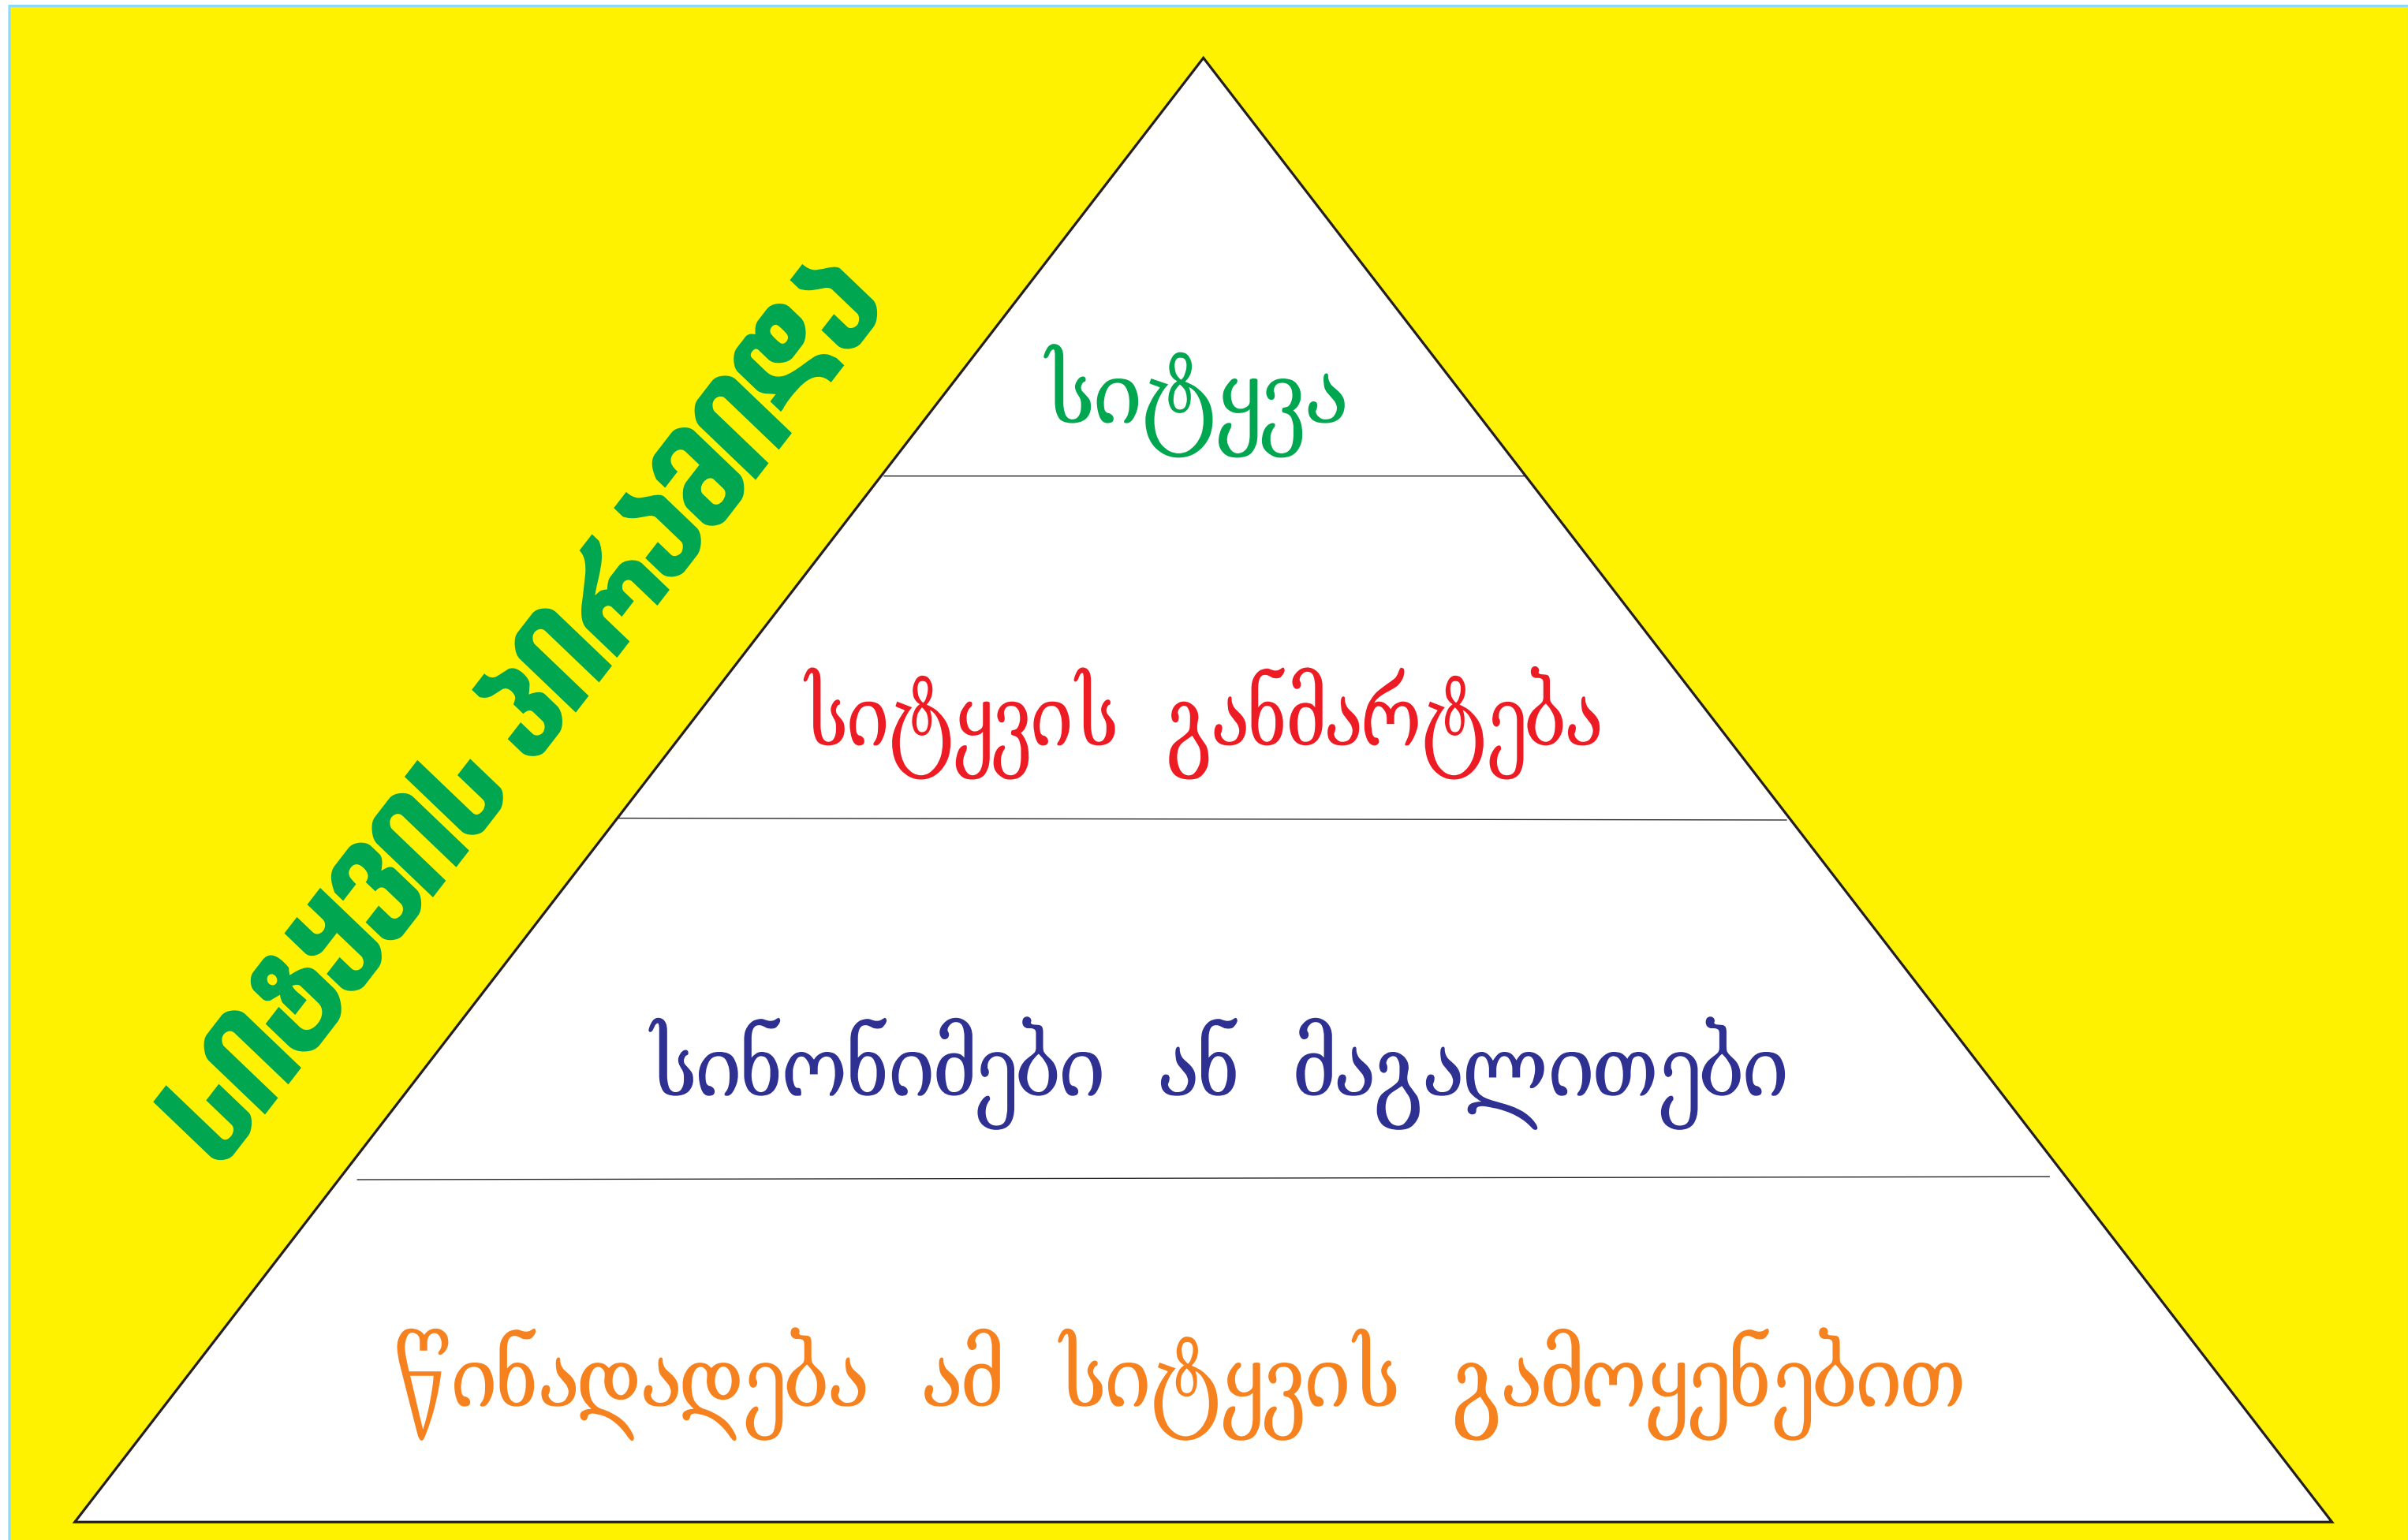 სიტყვის პირამიდა
სიტყვა
სიტყვის განმარტება
სინონიმები ან მაგალითები
წინადადება ამ სიტყვის გამოყენებით